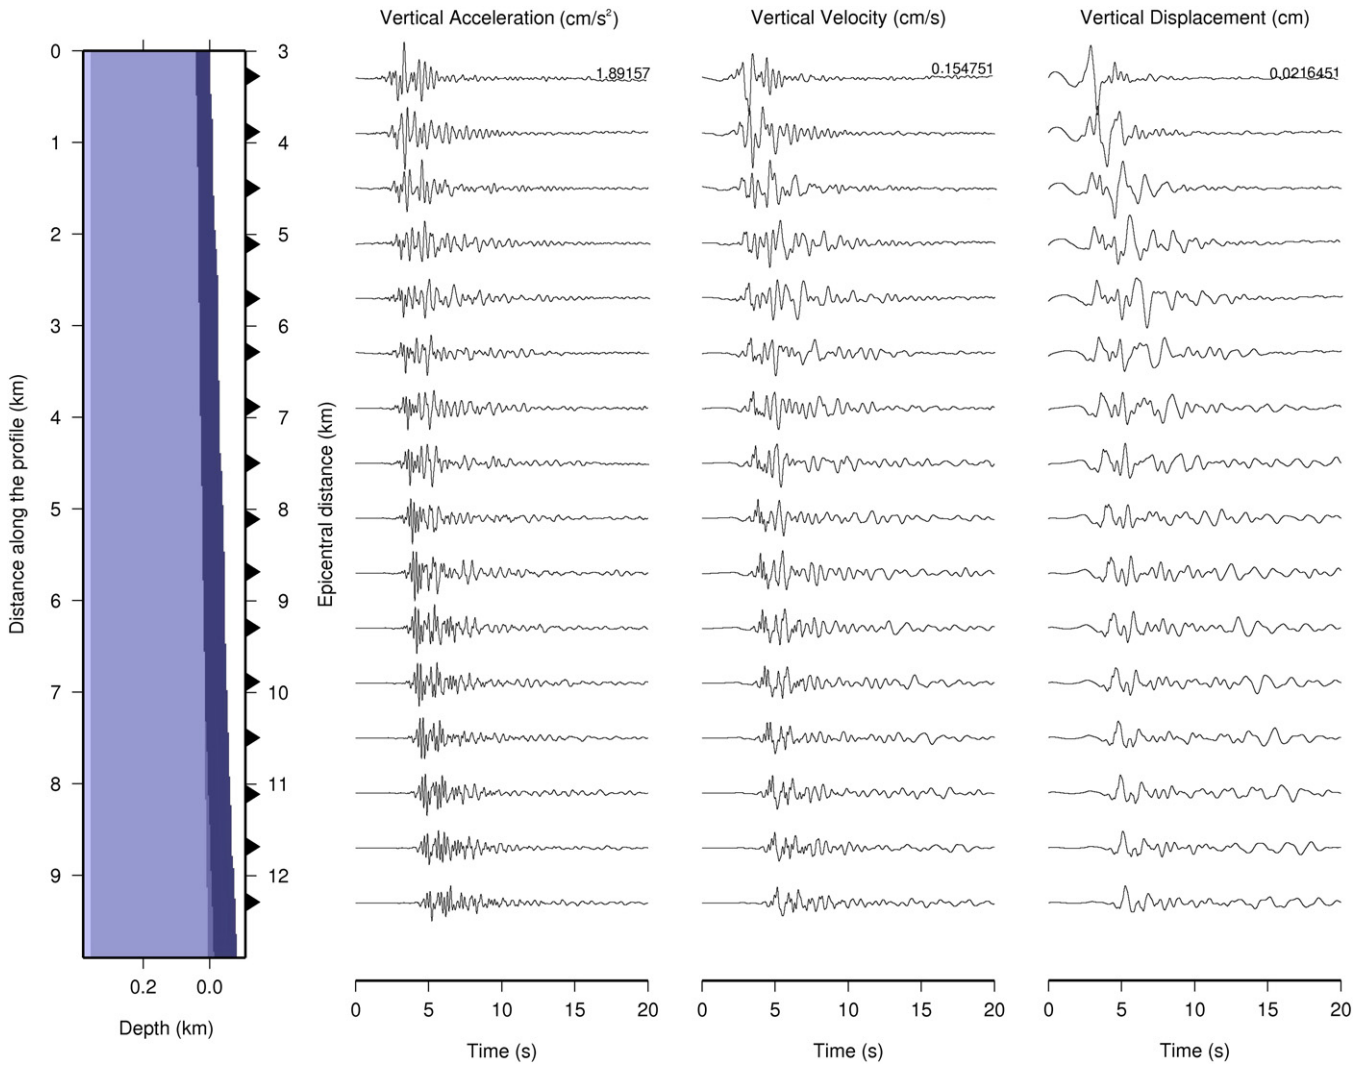 Vertical Acceleration (cm/s²)
Vertical Velocity (cm/s)
Vertical Displacement (cm)
0
1
2
3
4
5
6
7
8
9
Distance along the profile (km)
3
4
5
6
7
8
9
10
11
12
Epicentral distance (km)
1.89157
0.154751
0.0216451
0.2 0.0
Depth (km)
0 5 10 15 20
Time (s)
0 5 10 15 20
Time (s)
0 5 10 15 20
Time (s)